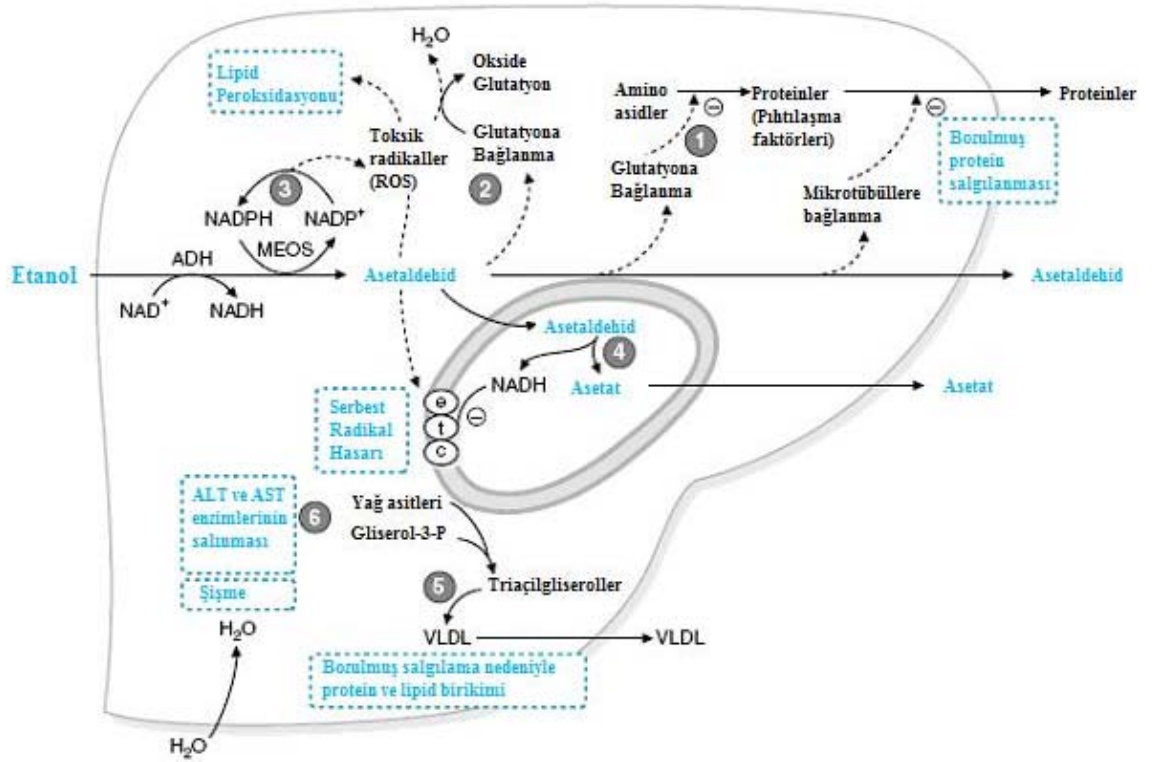 H₂O
Lipid
Peroksidasyonu
Okside
Glutatyon
Toksik
radikaller
(ROS)
Glutatyona
Bağlanma
2
3
NADPH
NADP⁺
MEOS
Amino
asidler
Proteinler
(Pıhtılaşma
faktörleri)
Proteinler
1
Glutatyona
Bağlanma
Mikrotübüllere
bağlanma
Borulmuş
protein
salgılanması
Etanol
ADH
NAD⁺
NADH
Asetaldehid
Asetaldehid
Asetaldehid
4
NADH
Asetat
Asetat
e
t
c
Serbest
Radikal
Hasarı
ALT ve AST
enzimlerinin
salınması
6
Şişme
H₂O
H₂O
Yağ asitleri
Gliserol-3-P
5
Triaçilgliseroller
VLDL
VLDL
Borulmuş salgılama nedeniyle
protein ve lipid birikimi